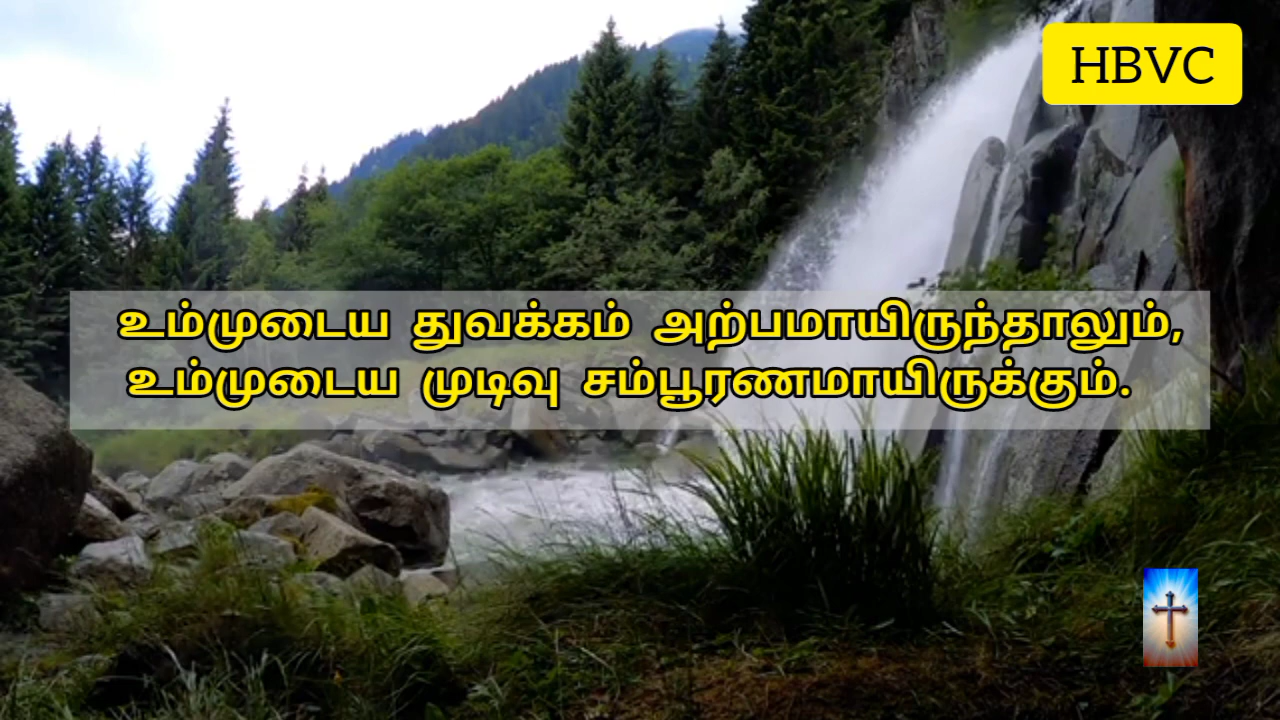 HBVC
உம்முடைய துவக்கம் அற்பமாயிருந்தாலும்,
உம்முடைய முடிவு சம்பூரணமாயிருக்கும்.